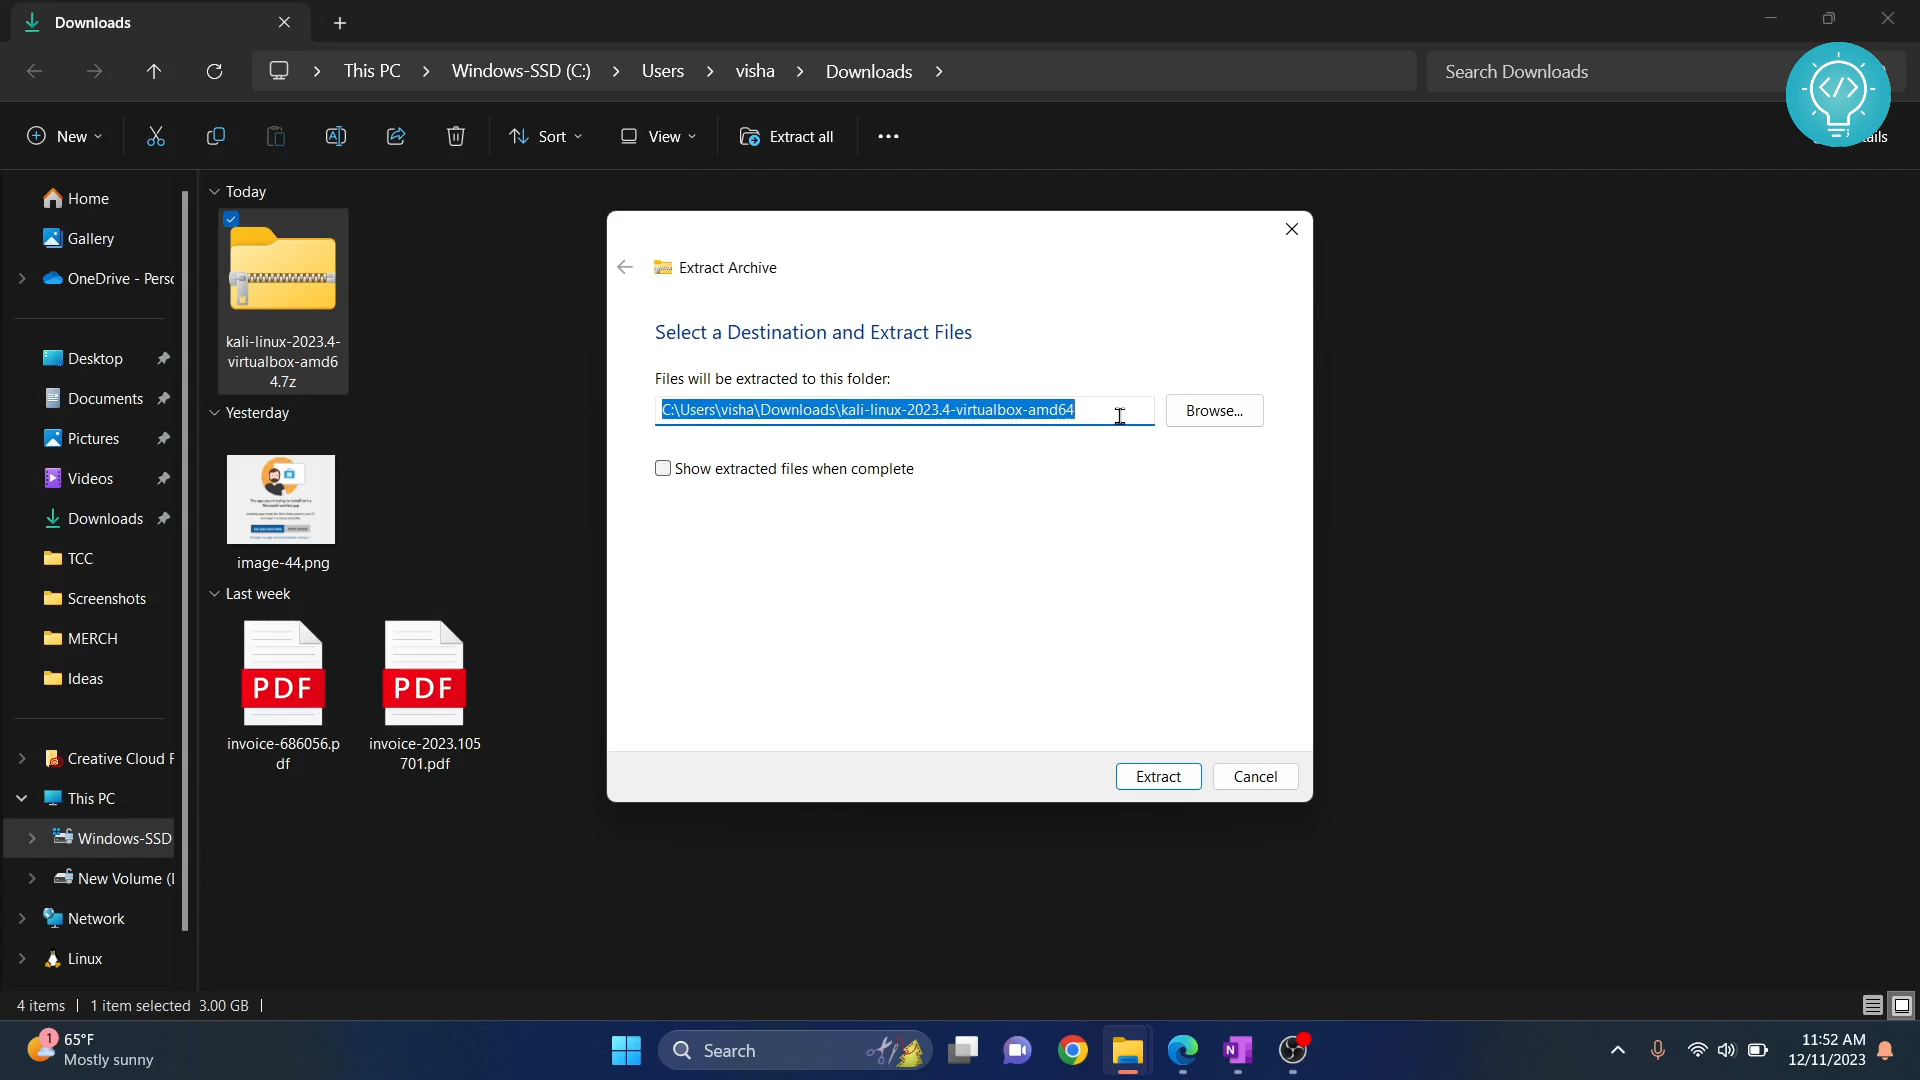 Downloads
This PC
Windows-SSD (C:)
Users
visha
Downloads
Search Downloads
New
Sort
View
Extract all
</>
Home
Gallery
OneDrive - Perso
Desktop
Documents
Pictures
Videos
Downloads
TCC
Screenshots
MERCH
Ideas
Creative Cloud F
This PC
Windows-SSD
New Volume (
Network
Linux
Today
kali-linux-2023.4-
virtualbox-amd6
4.7z
Yesterday
image-44.png
Last week
PDF
invoice-686056.p
df
PDF
invoice-2023.105
701.pdf
Extract Archive
Select a Destination and Extract Files
Files will be extracted to this folder:
C:\Users\visha\Downloads\kali-linux-2023.4-virtualbox-amd64
Browse...
Show extracted files when complete
Extract
Cancel
4 items
1 item selected 3.00 GB
1
65°F
Mostly sunny
Search
11:52 AM
12/11/2023